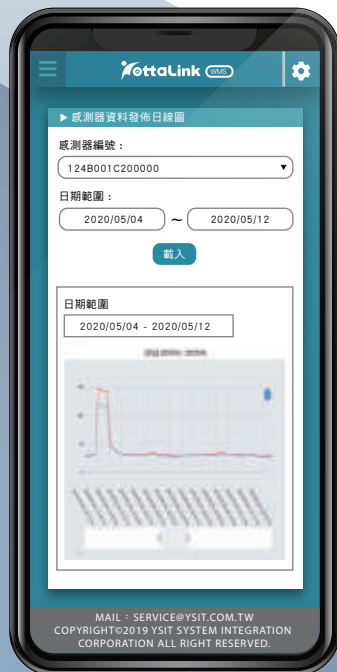 YottaLink WMS
▶ 感測器資料發佈日線圖
感測器編號：
124B001C200000 ▼
日期範圍：
2020/05/04 ~ 2020/05/12
載入
日期範圍
2020/05/04 - 2020/05/12
MAIL：SERVICE@YSIT.COM.TW
COPYRIGHT©2019 YSIT SYSTEM INTEGRATION
CORPORATION ALL RIGHT RESERVED.